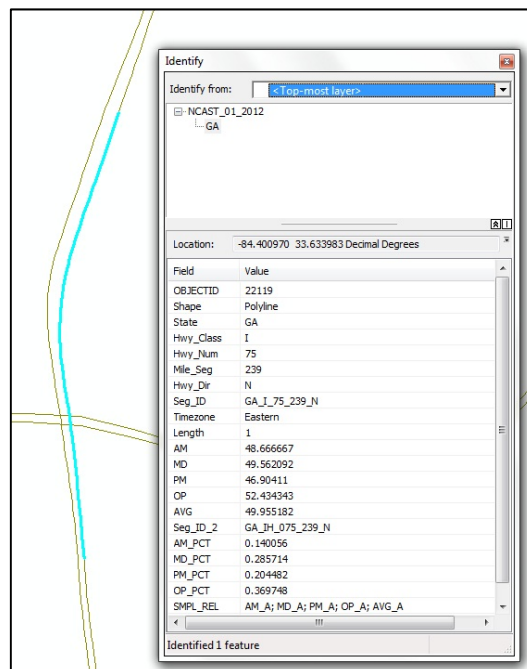 Identify
Identify from: <Top-most layer>
NCAST_01_2012
GA
Location: -84.400970 33.633983 Decimal Degrees
Field Value
OBJECTID 22119
Shape Polyline
State GA
Hwy_Class I
Hwy_Num 75
Mile_Seg 239
Hwy_Dir N
Seg_ID GA_I_75_239_N
Timezone Eastern
Length 1
AM 48.666667
MD 49.562092
PM 46.90411
OP 52.434343
AVG 49.955182
Seg_ID_2 GA_IH_075_239_N
AM_PCT 0.140056
MD_PCT 0.285714
PM_PCT 0.204482
OP_PCT 0.369748
SMPL_REL AM_A; MD_A; PM_A; OP_A; AVG_A
Identified 1 feature